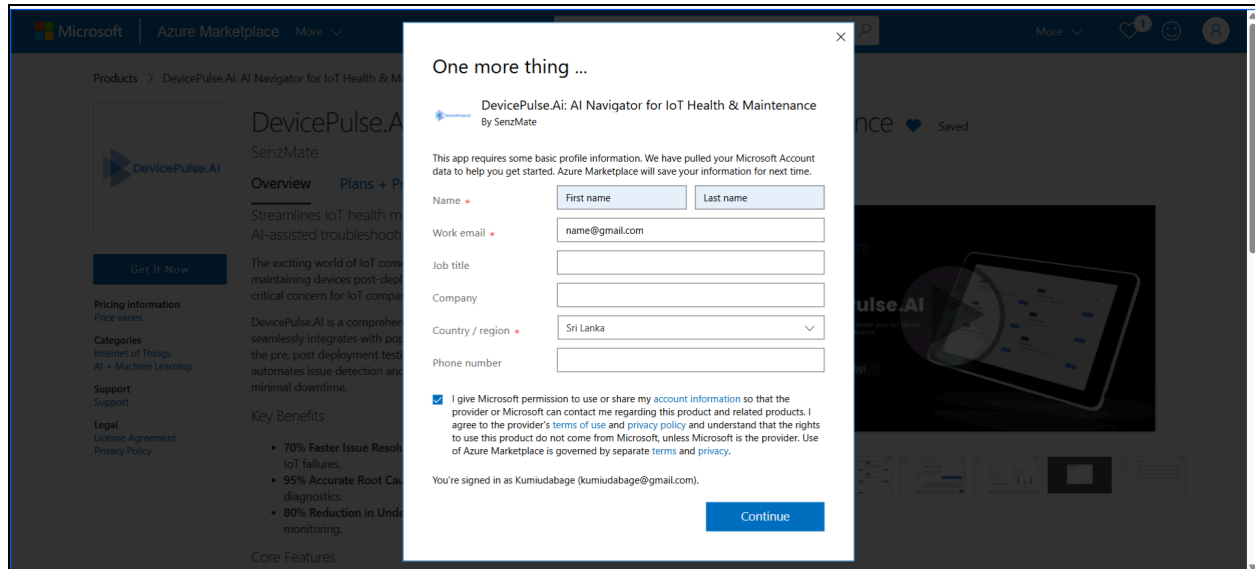 Microsoft
Azure Marke
More
More
1
Products > DevicePulse.Ai: AI Navigator for IoT Health & M
DevicePulse.AI
DevicePulse.A
nce
Saved
SenzMate
Overview
Plans + P
Streamlines IoT health m
AI-assisted troubleshooti
Get It Now
The exciting world of IoT com
maintaining devices post-depl
critical concern for IoT compa
Pricing information
Price varies
DevicePulse.AI is a comprehen
seamlessly integrates with pop
the pre, post deployment testi
automates issue detection and
minimal downtime.
Categories
Internet of Things
AI + Machine Learning
Support
Support
Legal
License Agreement
Privacy Policy
Key Benefits
70% Faster Issue Resolu
IoT failures.
95% Accurate Root Cau
diagnostics.
80% Reduction in Unde
monitoring.
Core Features
ulse.AI
One more thing ...
DevicePulse.Ai: AI Navigator for IoT Health & Maintenance
By SenzMate
This app requires some basic profile information. We have pulled your Microsoft Account
data to help you get started. Azure Marketplace will save your information for next time.
Name *
First name
Last name
Work email *
name@gmail.com
Job title
Company
Country / region *
Sri Lanka
Phone number
I give Microsoft permission to use or share my account information so that the
provider or Microsoft can contact me regarding this product and related products. I
agree to the provider's terms of use and privacy policy and understand that the rights
to use this product do not come from Microsoft, unless Microsoft is the provider. Use
of Azure Marketplace is governed by separate terms and privacy.
You're signed in as Kumiudabage (kumiudabage@gmail.com).
Continue